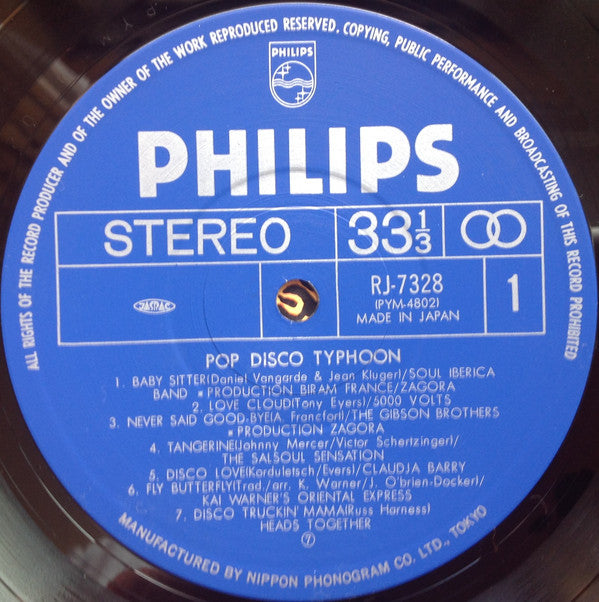 ALL RIGHTS OF THE RECORD PRODUCER AND OF THE OWNER OF THE WORK REPRODUCED RESERVED. COPYING, PUBLIC PERFORMANCE AND BROADCASTING OF THIS RECORD PROHIBITED
PHILIPS
PHILIPS
STEREO 33 1/3
JASRAC
RJ-7328
(PYM-4802)
MADE IN JAPAN
1
POP DISCO TYPHOON
1. BABY SITTER(Daniel Vangarde & Jean Kluger)/SOUL IBERICA
BAND *PRODUCTION BIRAM FRANCE/ZAGORA
2. LOVE CLOUD(Tony Eyers)/5000 VOLTS
3. NEVER SAID GOOD-BYE(A. Francfort)/THE GIBSON BROTHERS
*PRODUCTION ZAGORA
4. TANGERINE(Johnny Mercer/Victor Schertzinger)/
THE SALSOUL SENSATION
5. DISCO LOVE(Korduletsch/Evers)/CLAUDJA BARRY
6. FLY BUTTERFLY(Trad./arr. K. Warner/J. O'brien-Docker)/
KAI WARNER'S ORIENTAL EXPRESS
7. DISCO TRUCKIN' MAMA(Russ Harness)/
HEADS TOGETHER
⑦
MANUFACTURED BY NIPPON PHONOGRAM CO. LTD., TOKYO